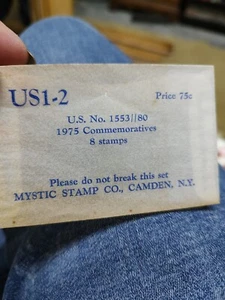 US1-2 Price 75c
U.S. No. 1553//80
1975 Commemoratives
8 stamps
Please do not break this set
MYSTIC STAMP CO., CAMDEN, N.Y.